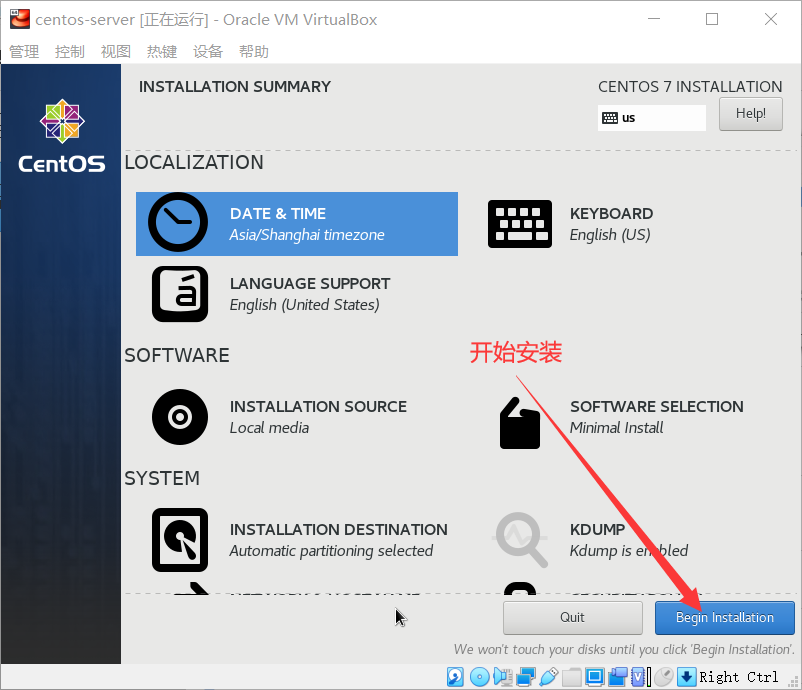 centos-server [正在运行] - Oracle VM VirtualBox
管理 控制 视图 热键 设备 帮助
INSTALLATION SUMMARY
CENTOS 7 INSTALLATION
us
Help!
CentOS
LOCALIZATION
DATE & TIME
Asia/Shanghai timezone
KEYBOARD
English (US)
LANGUAGE SUPPORT
English (United States)
SOFTWARE
开始安装
INSTALLATION SOURCE
Local media
SOFTWARE SELECTION
Minimal Install
SYSTEM
INSTALLATION DESTINATION
Automatic partitioning selected
KDUMP
Kdump is enabled
Quit
Begin Installation
We won't touch your disks until you click 'Begin Installation'.
Right Ctrl